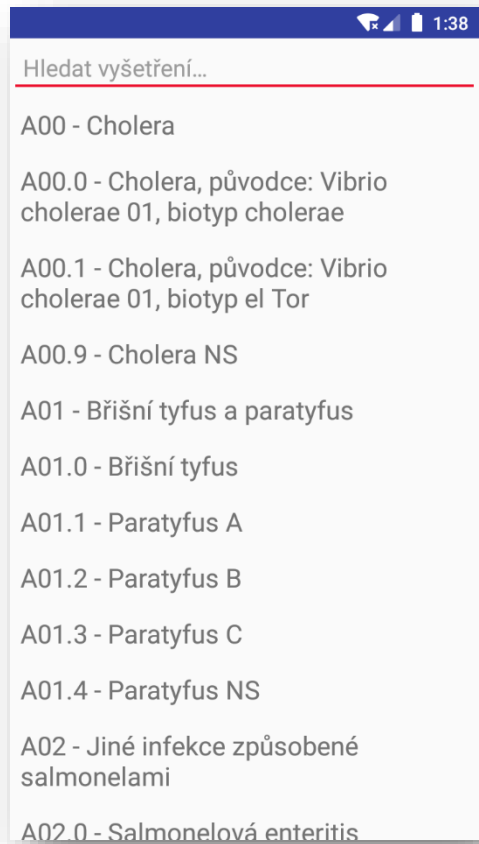 1:38
Hledat vyšetření...
A00 - Cholera
A00.0 - Cholera, původce: Vibrio
cholerae 01, biotyp cholerae
A00.1 - Cholera, původce: Vibrio
cholerae 01, biotyp el Tor
A00.9 - Cholera NS
A01 - Břišní tyfus a paratyfus
A01.0 - Břišní tyfus
A01.1 - Paratyfus A
A01.2 - Paratyfus B
A01.3 - Paratyfus C
A01.4 - Paratyfus NS
A02 - Jiné infekce způsobené
salmonelami
A02.0 - Salmonelová enteritis